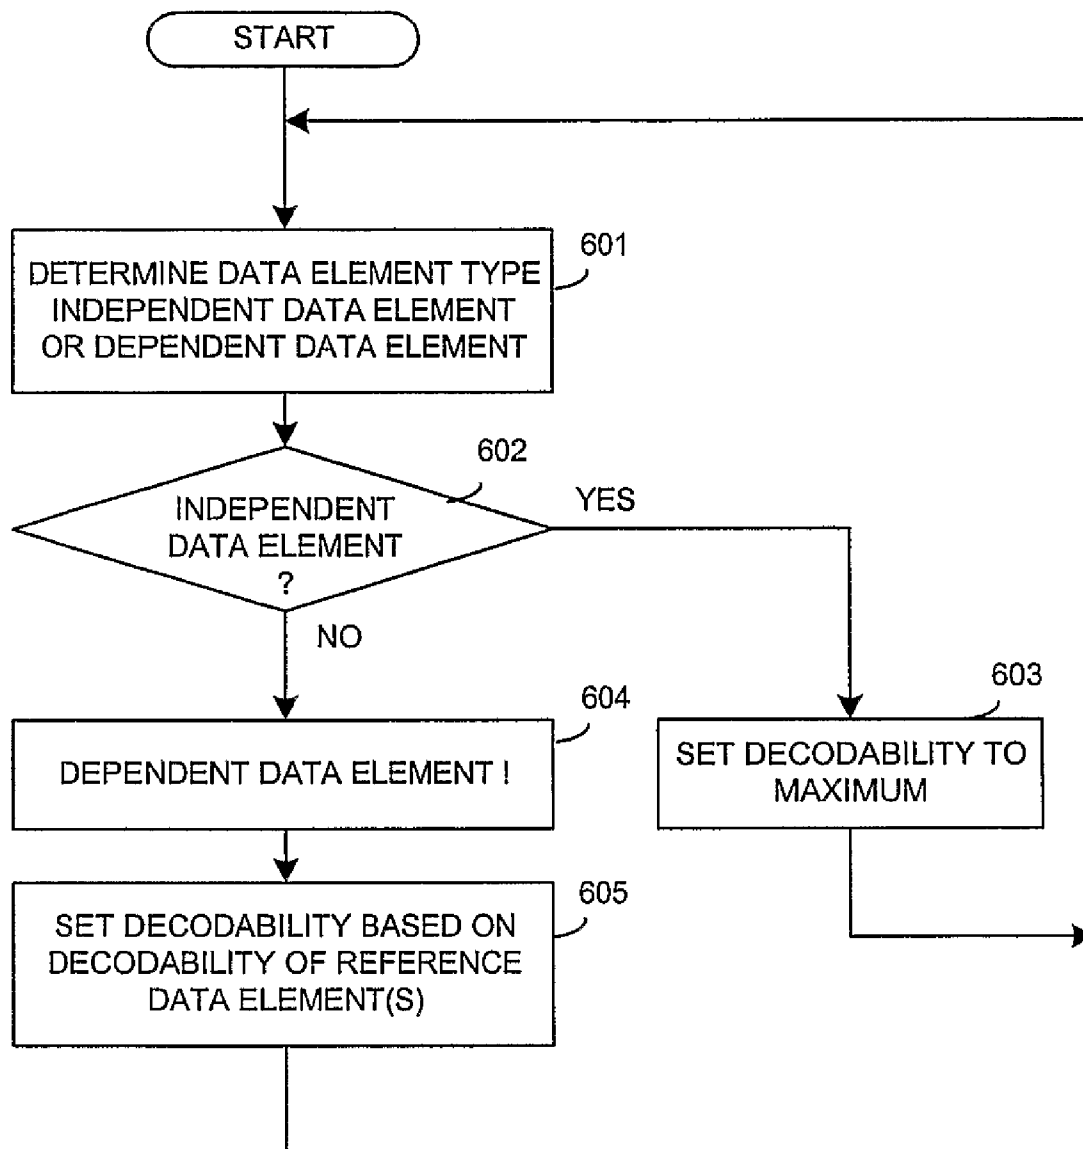 START
601
DETERMINE DATA ELEMENT TYPE
INDEPENDENT DATA ELEMENT
OR DEPENDENT DATA ELEMENT
602
INDEPENDENT
DATA ELEMENT
?
YES
NO
604
DEPENDENT DATA ELEMENT !
603
SET DECODABILITY TO
MAXIMUM
605
SET DECODABILITY BASED ON
DECODABILITY OF REFERENCE
DATA ELEMENT(S)